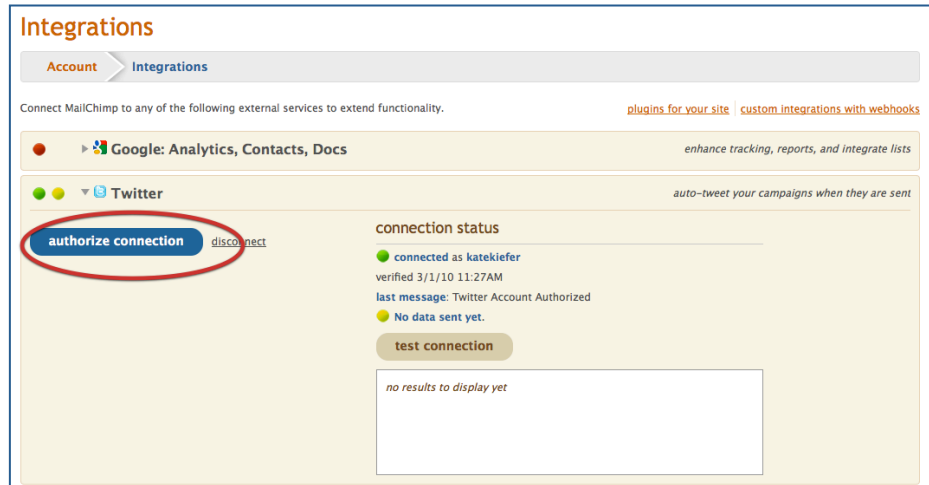 Integrations
Account Integrations
Connect MailChimp to any of the following external services to extend functionality. plugins for your site custom integrations with webhooks
Google: Analytics, Contacts, Docs enhance tracking, reports, and integrate lists
Twitter auto-tweet your campaigns when they are sent
authorize connection disconnect
connection status
connected as katekiefer
verified 3/1/10 11:27AM
last message: Twitter Account Authorized
No data sent yet.
test connection
no results to display yet